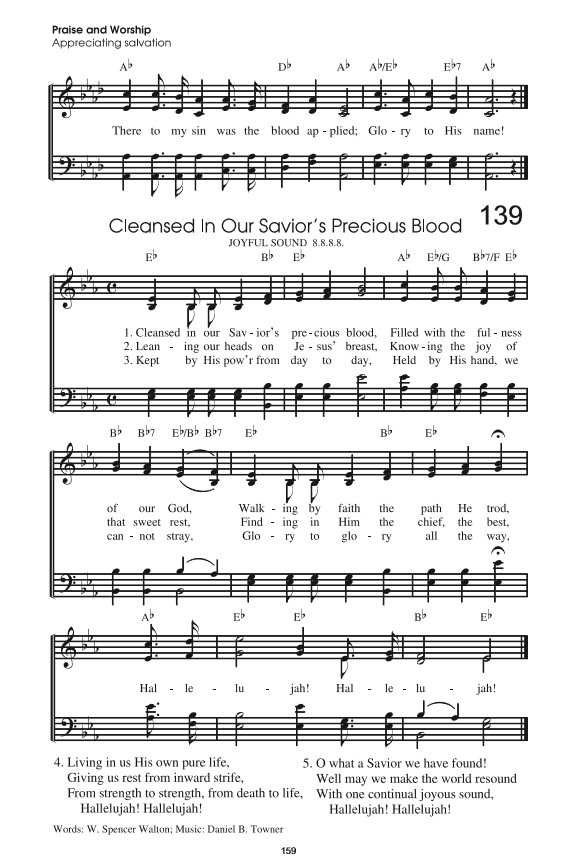 Praise and Worship
Appreciating salvation
A♭ D♭ A♭ A♭/E♭ E♭7 A♭
There to my sin was the blood ap - plied; Glo - ry to His name!
139
Cleansed In Our Savior's Precious Blood
JOYFUL SOUND 8.8.8.8.
E♭ B♭ E♭ A♭ E♭/G B♭7/F E♭
1. Cleansed in our Sav - ior's pre - cious blood, Filled with the ful - ness
2. Lean - ing our heads on Je - sus' breast, Know - ing the joy of
3. Kept by His pow'r from day to day, Held by His hand, we
B♭ B♭7 E♭/B♭ B♭7 E♭ B♭ E♭
of our God, Walk - ing by faith the path He trod,
that sweet rest, Find - ing in Him the chief, the best,
can - not stray, Glo - ry to glo - ry all the way,
A♭ E♭ B♭ E♭
Hal - le - lu - jah! Hal - le - lu - jah!
4. Living in us His own pure life,
Giving us rest from inward strife,
From strength to strength, from death to life,
Hallelujah! Hallelujah!
5. O what a Savior we have found!
Well may we make the world resound
With one continual joyous sound,
Hallelujah! Hallelujah!
Words: W. Spencer Walton; Music: Daniel B. Towner
159